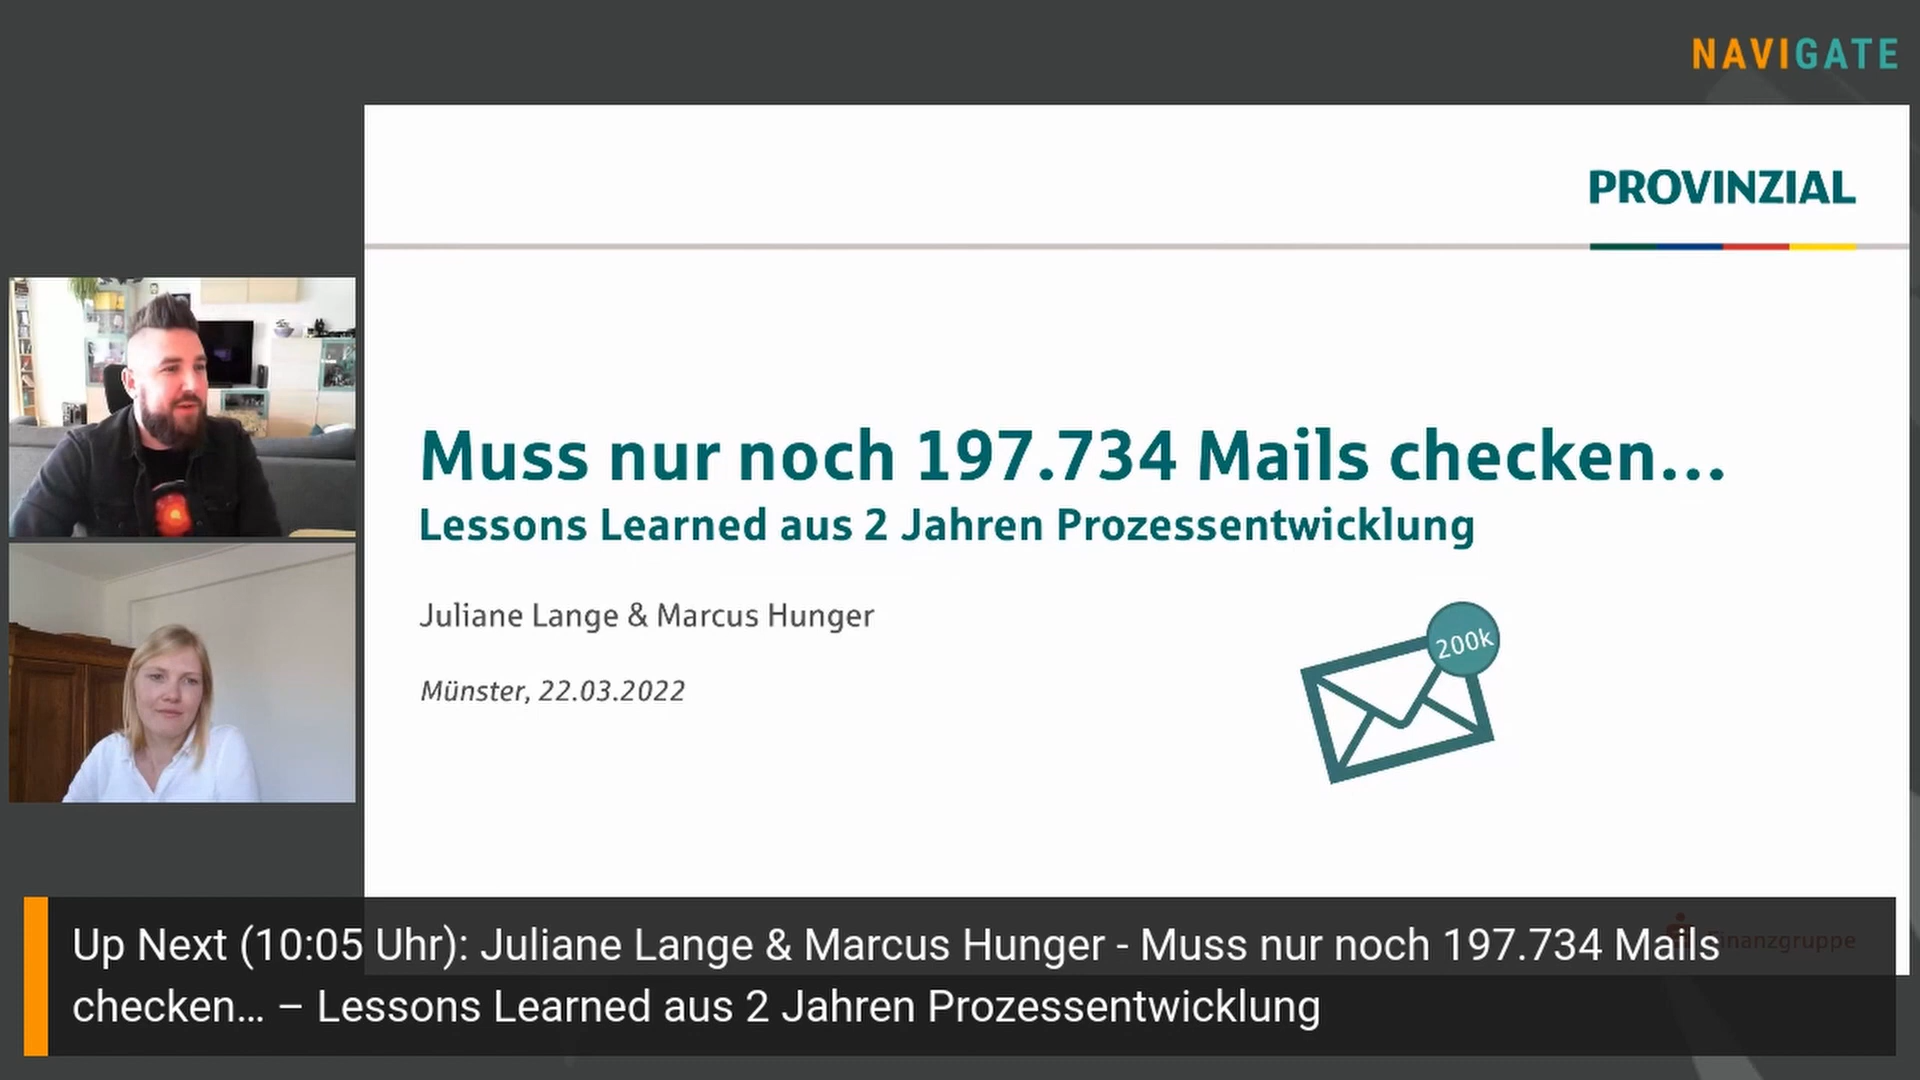 NAVIGATE
PROVINZIAL
Muss nur noch 197.734 Mails checken...
Lessons Learned aus 2 Jahren Prozessentwicklung
Juliane Lange & Marcus Hunger
200k
Münster, 22.03.2022
Finanzgruppe
Up Next (10:05 Uhr): Juliane Lange & Marcus Hunger - Muss nur noch 197.734 Mails
checken... – Lessons Learned aus 2 Jahren Prozessentwicklung